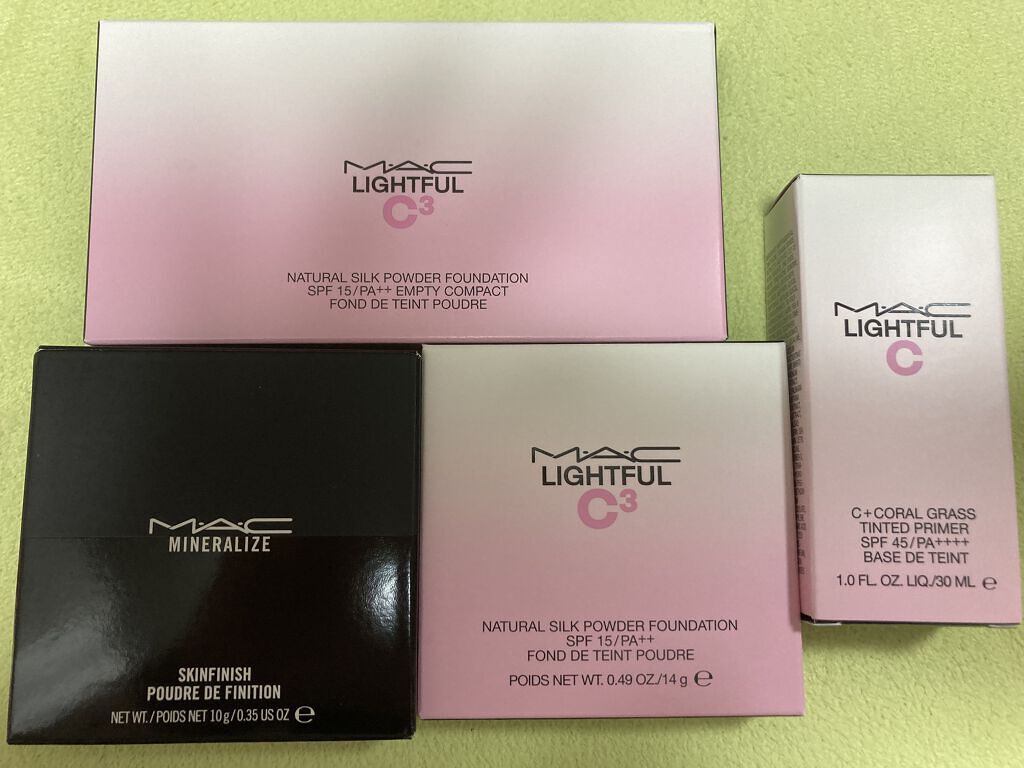 M·A·C
LIGHTFUL
C³
NATURAL SILK POWDER FOUNDATION
SPF 15/PA++ EMPTY COMPACT
FOND DE TEINT POUDRE
M·A·C
LIGHTFUL
C
C+CORAL GRASS
TINTED PRIMER
SPF 45/PA++++
BASE DE TEINT
1.0 FL. OZ. LIQ./30 ML ℮
M·A·C
MINERALIZE
SKINFINISH
POUDRE DE FINITION
NET WT./POIDS NET 10g/0.35 US OZ ℮
M·A·C
LIGHTFUL
C³
NATURAL SILK POWDER FOUNDATION
SPF 15/PA++
FOND DE TEINT POUDRE
POIDS NET WT. 0.49 OZ./14 g ℮